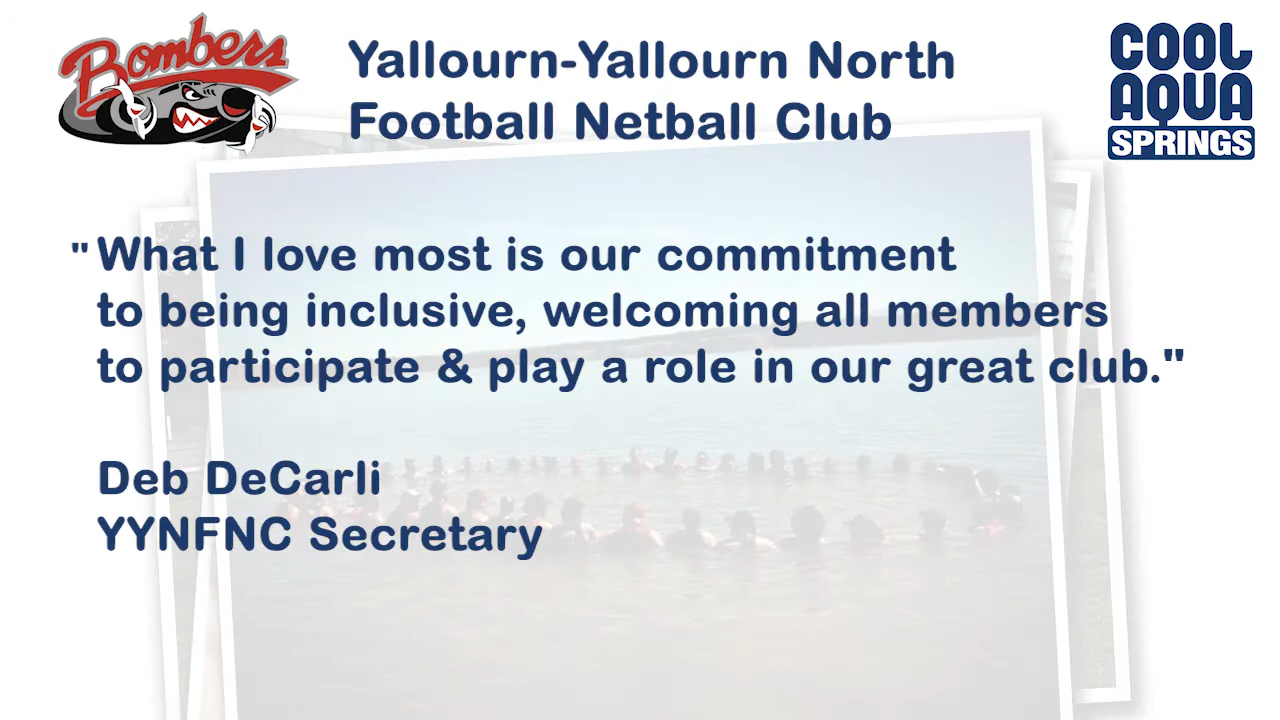 Bombers
Yallourn-Yallourn North
Football Netball Club
COOL
AQUA
SPRINGS
"What I love most is our commitment
to being inclusive, welcoming all members
to participate & play a role in our great club."
Deb DeCarli
YYNFNC Secretary